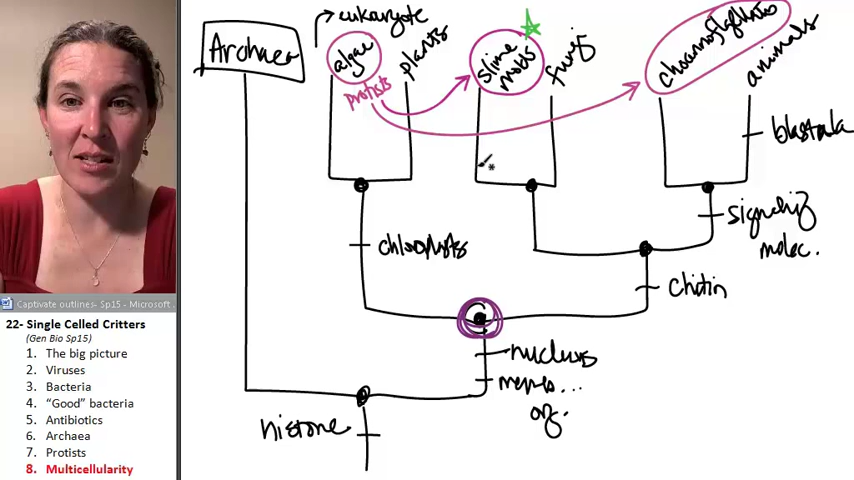 eukaryote
Archaea
algae
plants
protists
slime
molds
fungi
choanoflagellates
animals
blastula
signaling
molec.
chloroplasts
chitin
nucleus
org.
histone
Captivate outlines- Sp15 - Microsoft ...
22- Single Celled Critters
(Gen Bio Sp15)
1. The big picture
2. Viruses
3. Bacteria
4. “Good” bacteria
5. Antibiotics
6. Archaea
7. Protists
8. Multicellularity